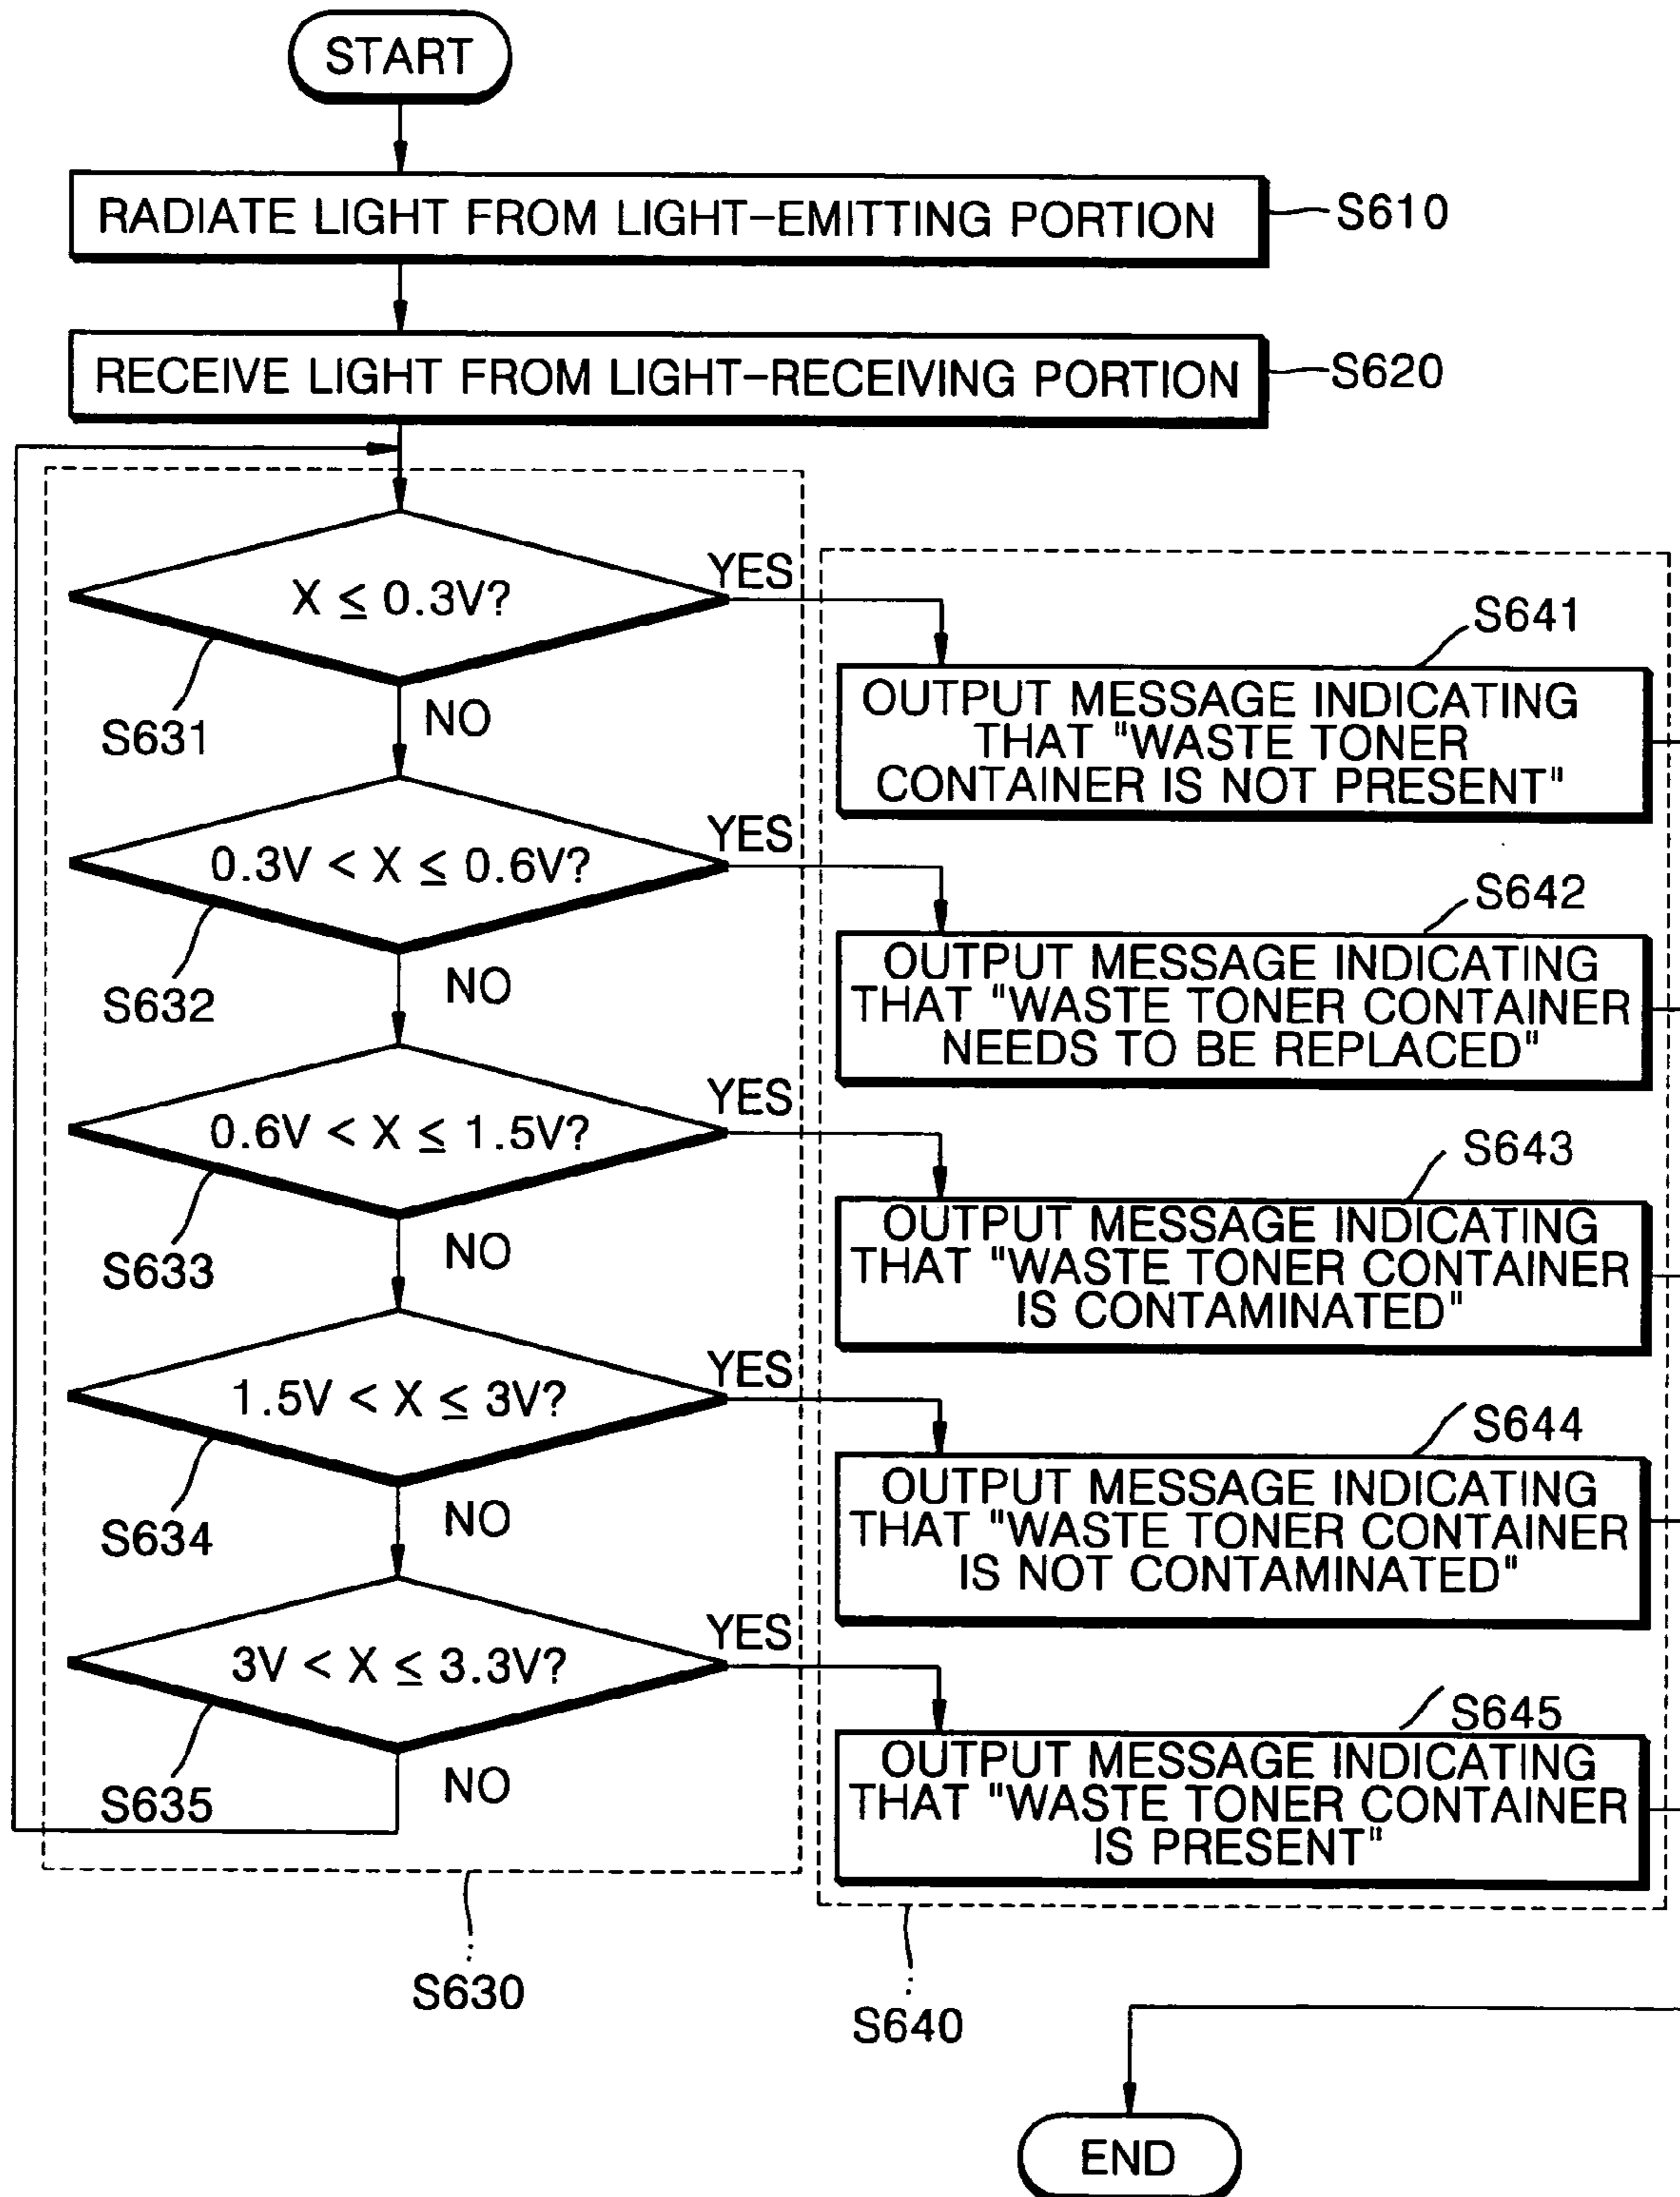 START
RADIATE LIGHT FROM LIGHT-EMITTING PORTION
S610
RECEIVE LIGHT FROM LIGHT-RECEIVING PORTION
S620
X ≤ 0.3V?
YES
S631
NO
S641
OUTPUT MESSAGE INDICATING
THAT "WASTE TONER
CONTAINER IS NOT PRESENT"
0.3V < X ≤ 0.6V?
YES
S632
NO
S642
OUTPUT MESSAGE INDICATING
THAT "WASTE TONER CONTAINER
NEEDS TO BE REPLACED"
0.6V < X ≤ 1.5V?
YES
S633
NO
S643
OUTPUT MESSAGE INDICATING
THAT "WASTE TONER CONTAINER
IS CONTAMINATED"
1.5V < X ≤ 3V?
YES
S634
NO
S644
OUTPUT MESSAGE INDICATING
THAT "WASTE TONER CONTAINER
IS NOT CONTAMINATED"
3V < X ≤ 3.3V?
YES
S635
NO
S645
OUTPUT MESSAGE INDICATING
THAT "WASTE TONER CONTAINER
IS PRESENT"
S630
S640
END